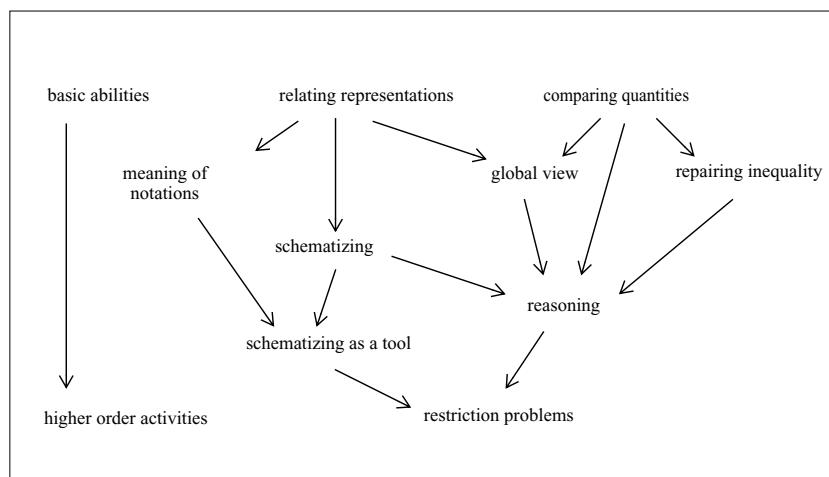 basic abilities
relating representations
comparing quantities
meaning of
notations
global view
repairing inequality
schematizing
reasoning
schematizing as a tool
higher order activities
restriction problems